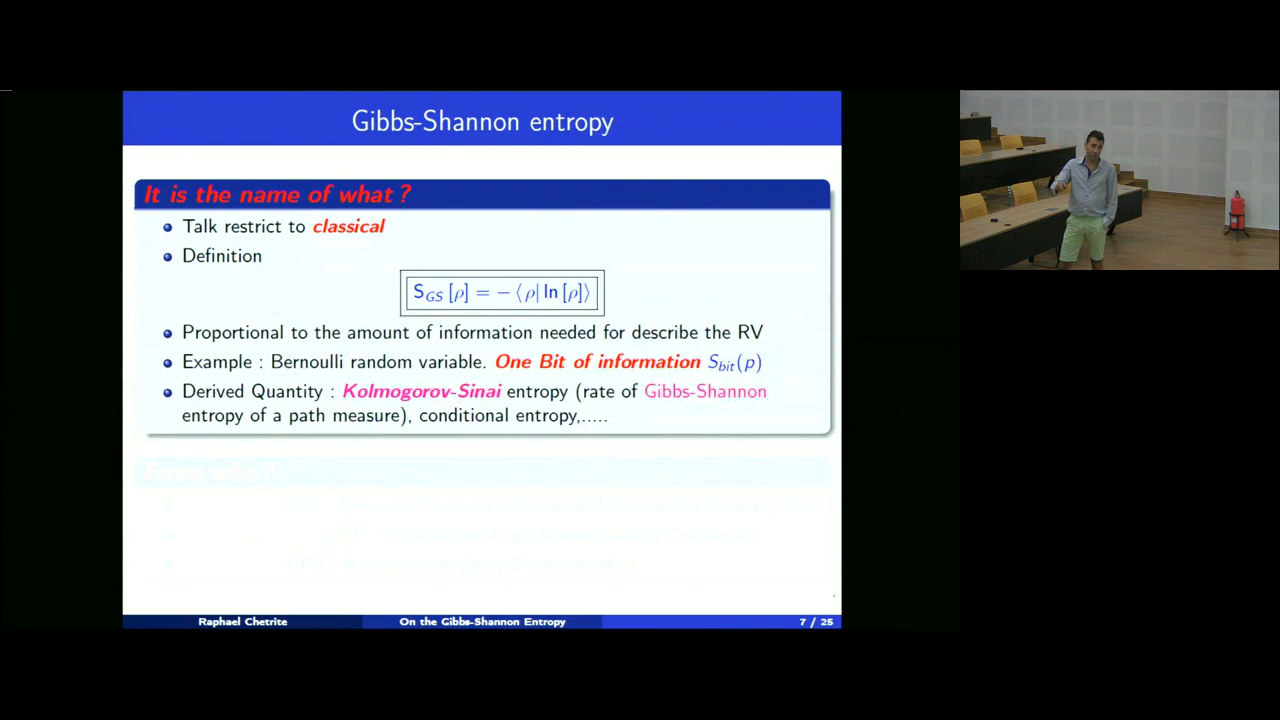 Gibbs-Shannon entropy
It is the name of what ?
Talk restrict to classical
Definition
S_GS [ρ] = − ⟨ρ| ln [ρ]⟩
Proportional to the amount of information needed for describe the RV
Example : Bernoulli random variable. One Bit of information S_bit(p)
Derived Quantity : Kolmogorov-Sinai entropy (rate of Gibbs-Shannon
entropy of a path measure), conditional entropy,.....
Raphael Chetrite
On the Gibbs-Shannon Entropy
7 / 25